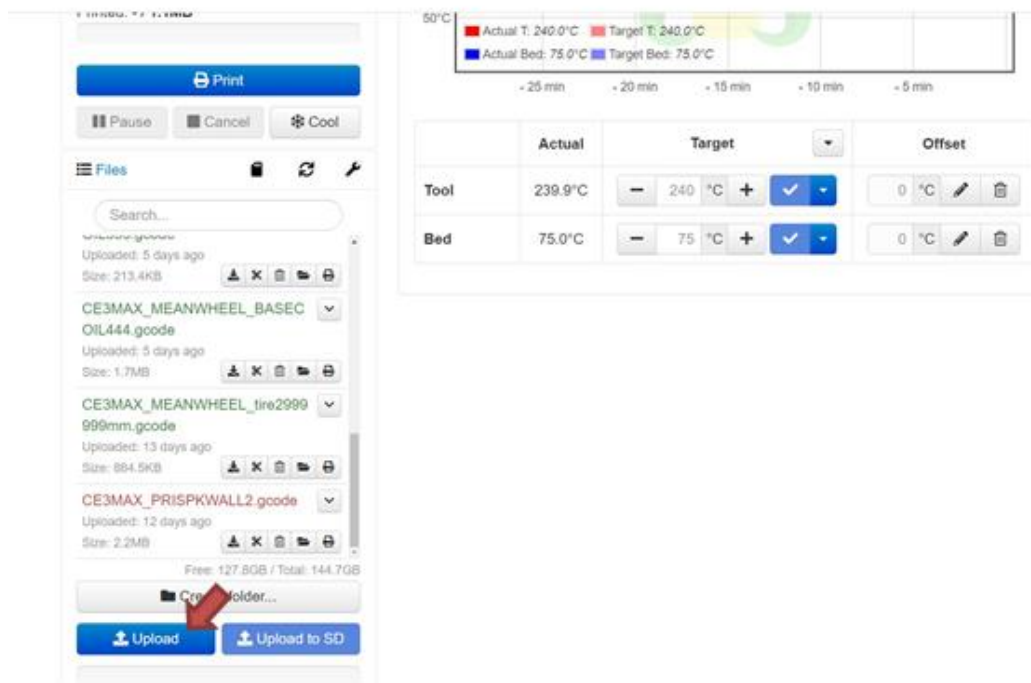 50°C
Actual T: 240.0°C Target T: 240.0°C
Actual Bed: 75.0°C Target Bed: 75.0°C
- 25 min - 20 min - 15 min - 10 min - 5 min
Print
Pause Cancel Cool
Files
Search...
Uploaded: 5 days ago
Size: 213.4KB
CE3MAX_MEANWHEEL_BASEC
OIL444.gcode
Uploaded: 5 days ago
Size: 1.7MB
CE3MAX_MEANWHEEL_tire2999
999mm.gcode
Uploaded: 13 days ago
Size: 884.5KB
CE3MAX_PRISPKWALL2.gcode
Uploaded: 12 days ago
Size: 2.2MB
Free: 127.8GB / Total: 144.7GB
Create folder...
Upload Upload to SD
Actual Target Offset
Tool 239.9°C 240 °C 0 °C
Bed 75.0°C 75 °C 0 °C